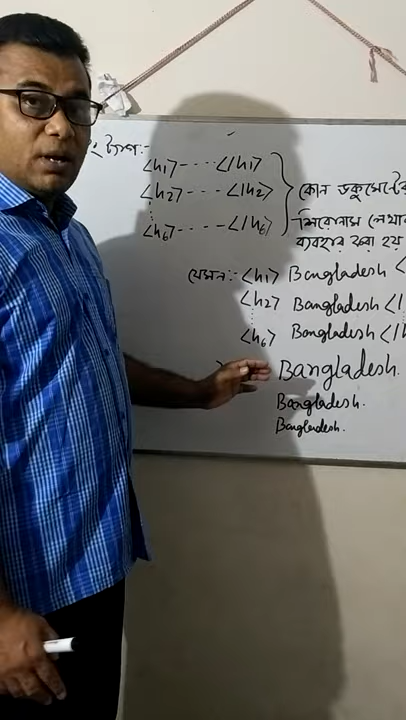 ট্যাগ:-
<h1> - - - - </h1>
<h2> - - - </h2>
<h6> - - - - </h6>
কোন ডকুমেন্টের
শিরোনাম লেখার
ব্যবহার করা হয়
যেমন:- <h1> Bangladesh <
<h2> Bangladesh </
<h6> Bangladesh </h
Bangladesh.
Bangladesh.
Bangladesh.